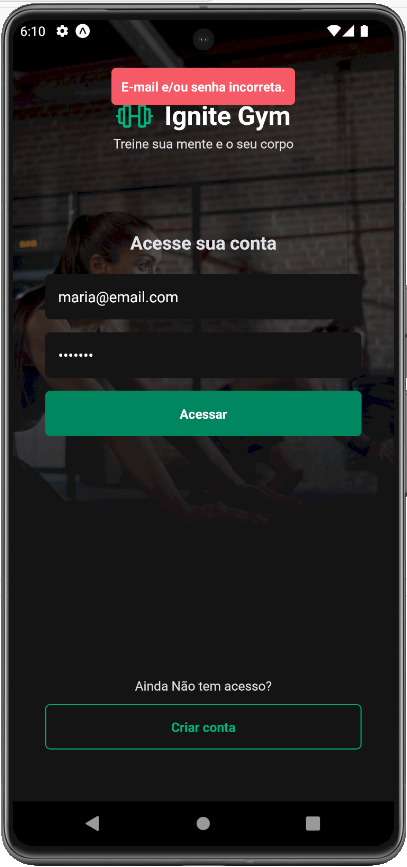 6:10
E-mail e/ou senha incorreta.
Ignite Gym
Treine sua mente e o seu corpo
Acesse sua conta
maria@email.com
•••••••
Acessar
Ainda Não tem acesso?
Criar conta